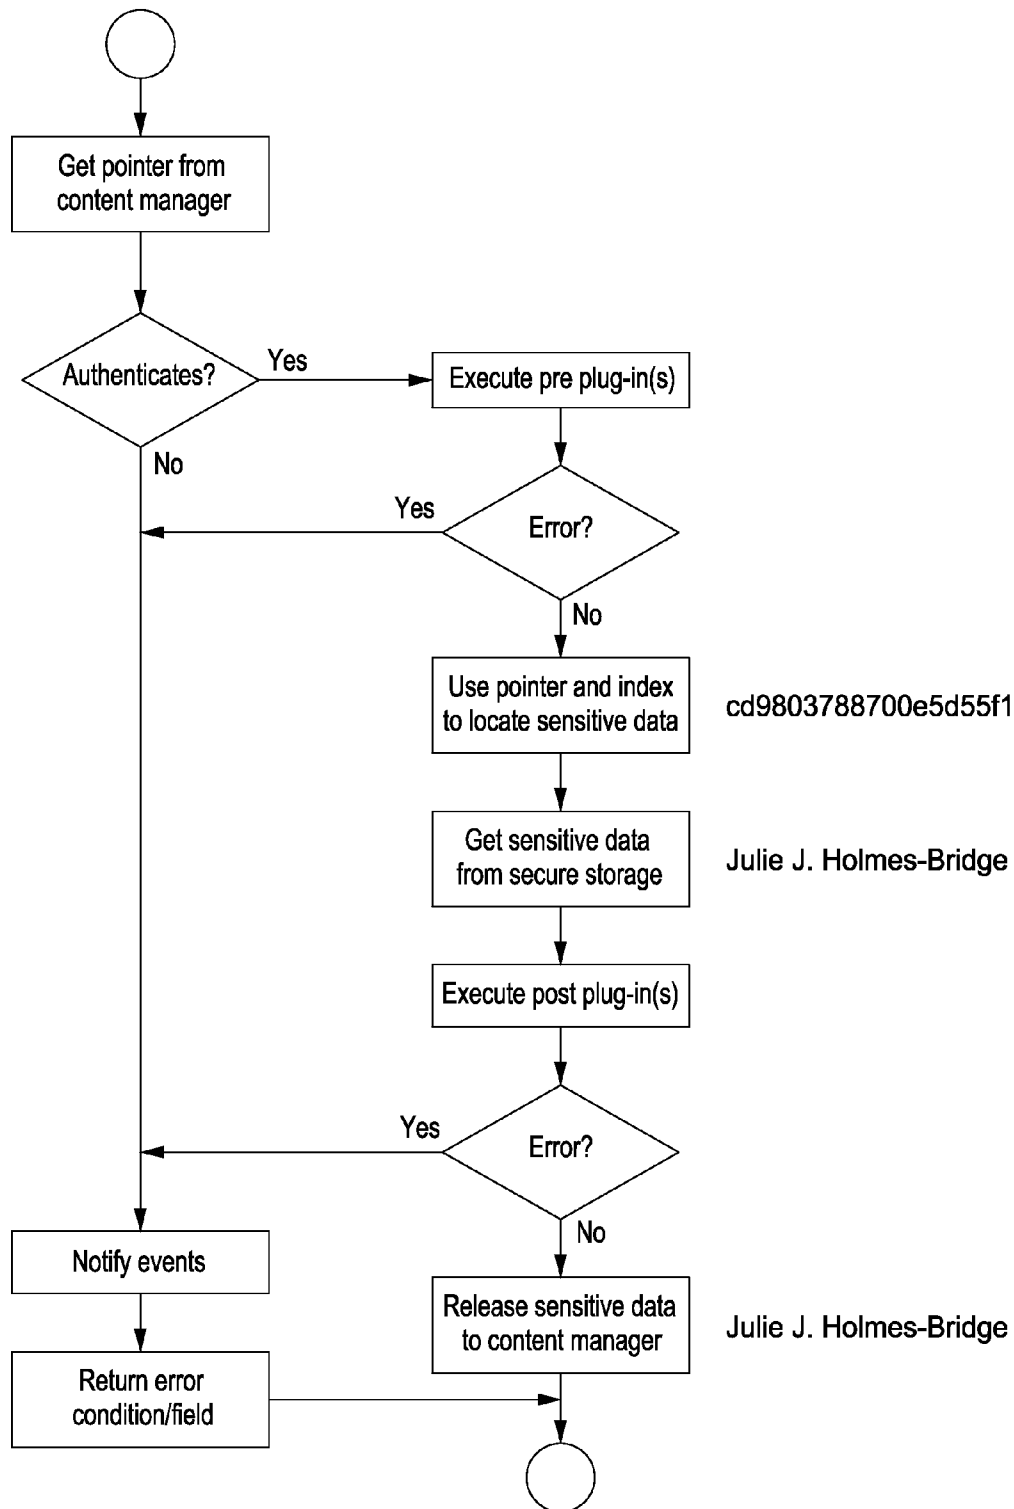 Get pointer from
content manager
Authenticates?
Yes
Execute pre plug-in(s)
No
Yes
Error?
No
Use pointer and index
to locate sensitive data
cd9803788700e5d55f1
Get sensitive data
from secure storage
Julie J. Holmes-Bridge
Execute post plug-in(s)
Yes
Error?
No
Notify events
Release sensitive data
to content manager
Julie J. Holmes-Bridge
Return error
condition/field